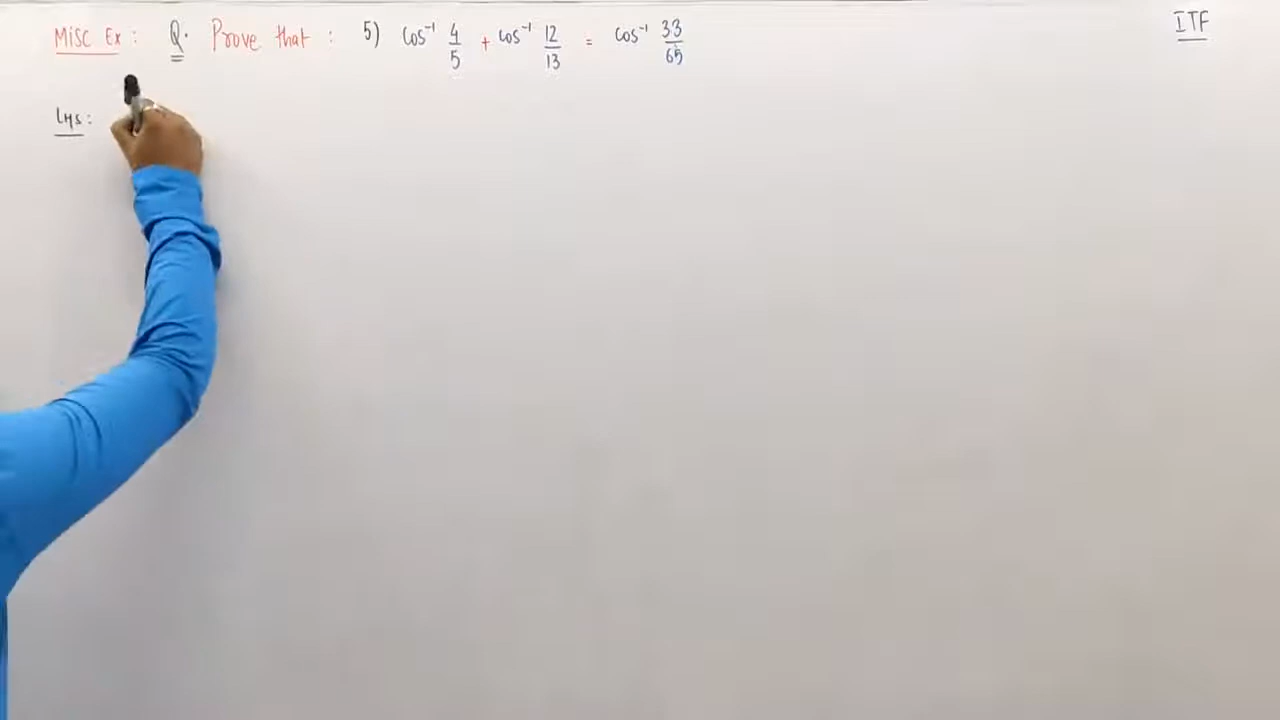 Misc Ex : Q. Prove that : 5) cos⁻¹ 4/5 + cos⁻¹ 12/13 = cos⁻¹ 33/65
ITF
LHS :